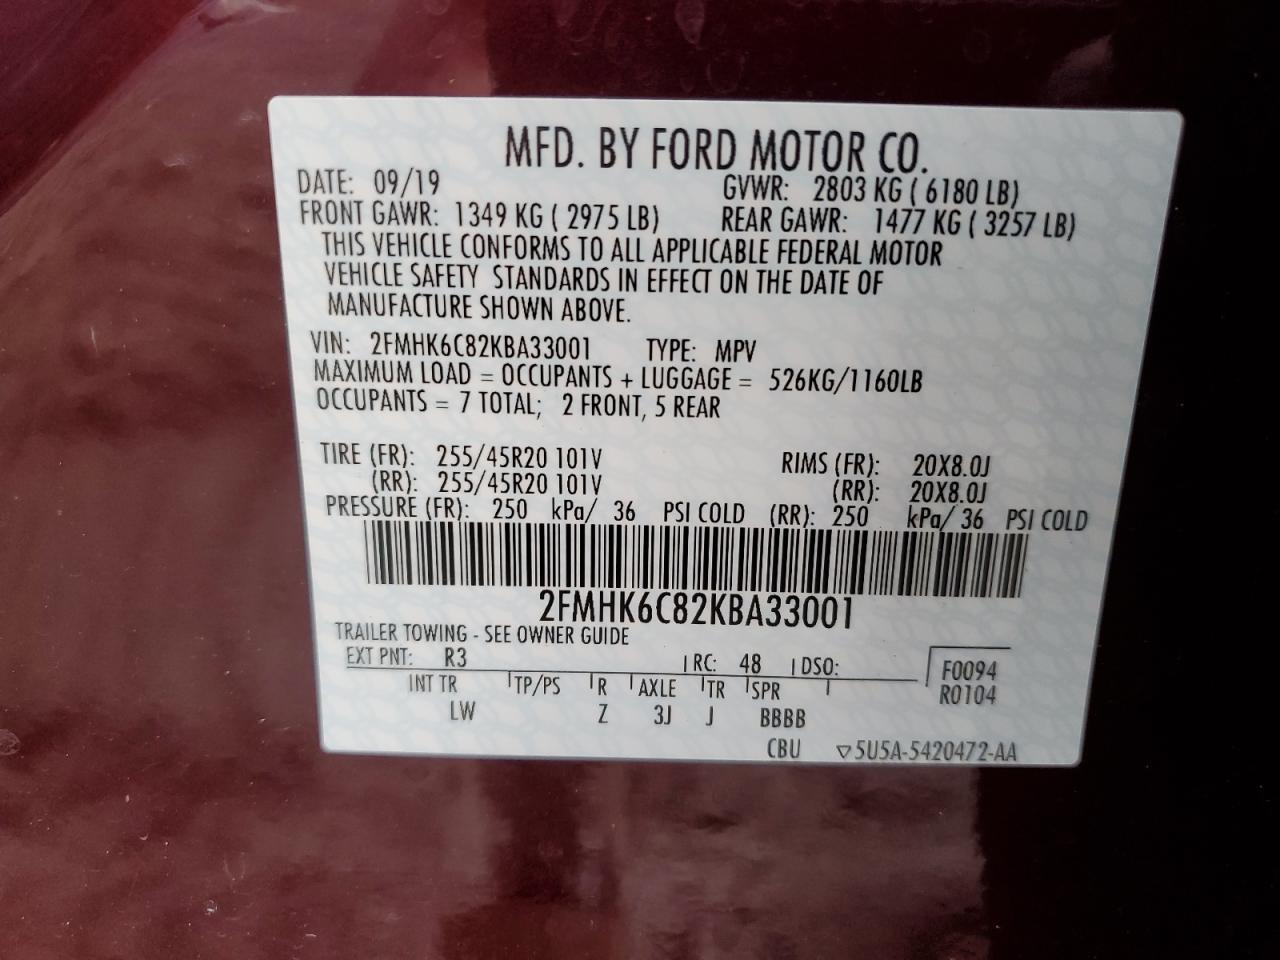 MFD. BY FORD MOTOR CO.
DATE: 09/19 GVWR: 2803 KG ( 6180 LB)
FRONT GAWR: 1349 KG ( 2975 LB) REAR GAWR: 1477 KG ( 3257 LB)
THIS VEHICLE CONFORMS TO ALL APPLICABLE FEDERAL MOTOR
VEHICLE SAFETY STANDARDS IN EFFECT ON THE DATE OF
MANUFACTURE SHOWN ABOVE.
VIN: 2FMHK6C82KBA33001 TYPE: MPV
MAXIMUM LOAD = OCCUPANTS + LUGGAGE = 526KG/1160LB
OCCUPANTS = 7 TOTAL; 2 FRONT, 5 REAR
TIRE (FR): 255/45R20 101V RIMS (FR): 20X8.0J
(RR): 255/45R20 101V (RR): 20X8.0J
PRESSURE (FR): 250 kPa/ 36 PSI COLD (RR): 250 kPa/ 36 PSI COLD
2FMHK6C82KBA33001
TRAILER TOWING - SEE OWNER GUIDE
EXT PNT: R3 RC: 48 DSO: F0094
INT TR TP/PS R AXLE TR SPR R0104
LW Z 3J J BBBB
CBU ▽5U5A-5420472-AA